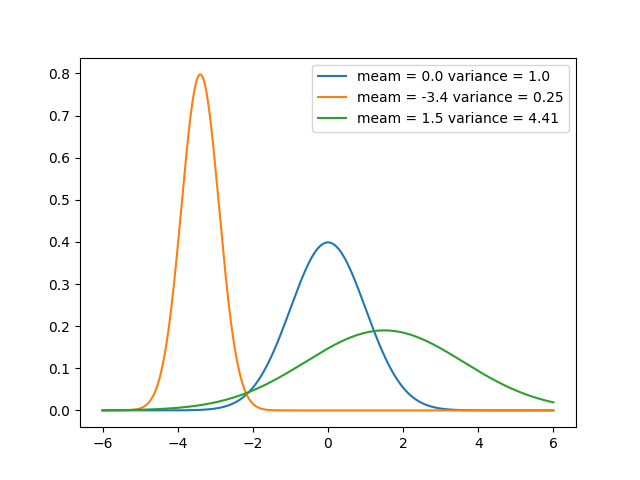 meam = 0.0 variance = 1.0
meam = -3.4 variance = 0.25
meam = 1.5 variance = 4.41
0.8
0.7
0.6
0.5
0.4
0.3
0.2
0.1
0.0
−6 −4 −2 0 2 4 6